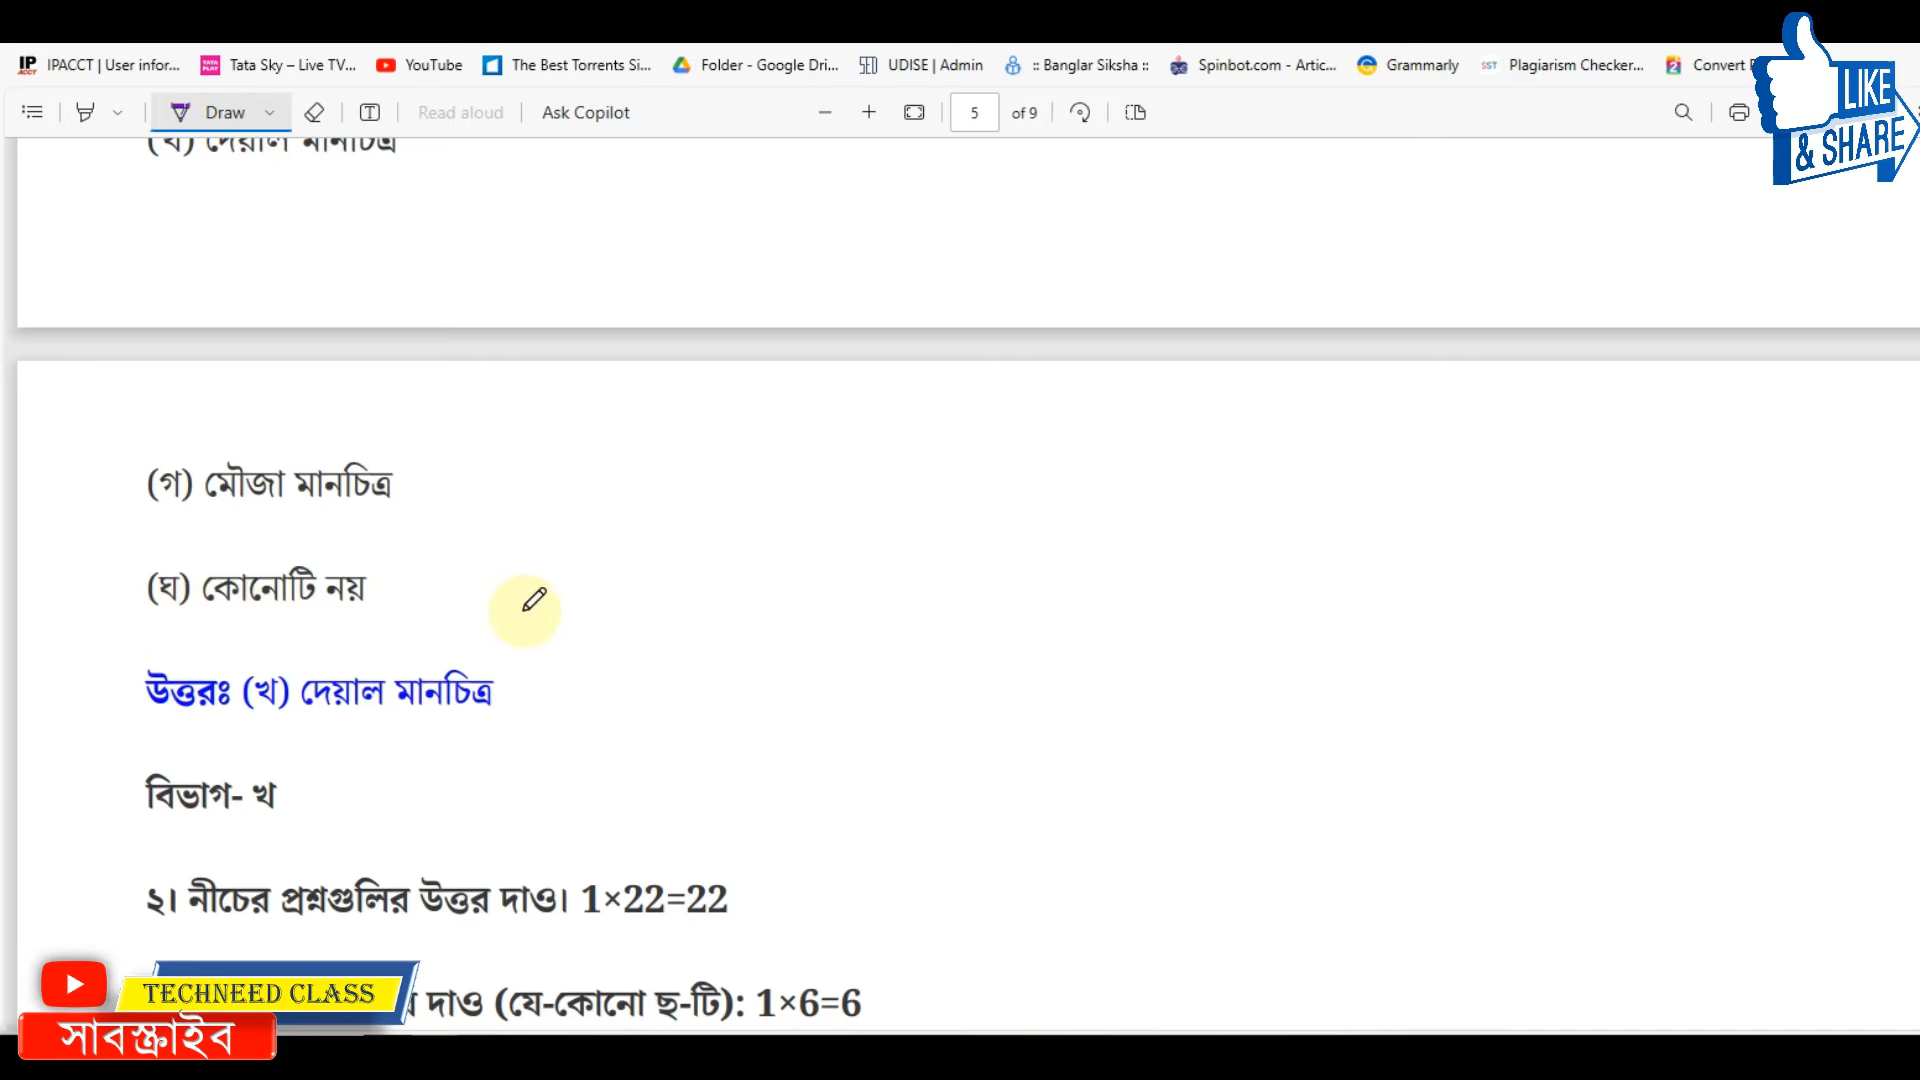 IPACCT | User infor... Tata Sky – Live TV... YouTube The Best Torrents Si... Folder - Google Dri... UDISE | Admin :: Banglar Siksha :: Spinbot.com - Artic... Grammarly SST Plagiarism Checker... Convert
Draw Read aloud Ask Copilot 5 of 9
LIKE
& SHARE
দেয়াল মানচিত্র
(গ) মৌজা মানচিত্র
(ঘ) কোনোটি নয়
উত্তরঃ (খ) দেয়াল মানচিত্র
বিভাগ- খ
২। নীচের প্রশ্নগুলির উত্তর দাও। 1×22=22
দাও (যে-কোনো ছ-টি): 1×6=6
TECHNEED CLASS
সাবস্ক্রাইব